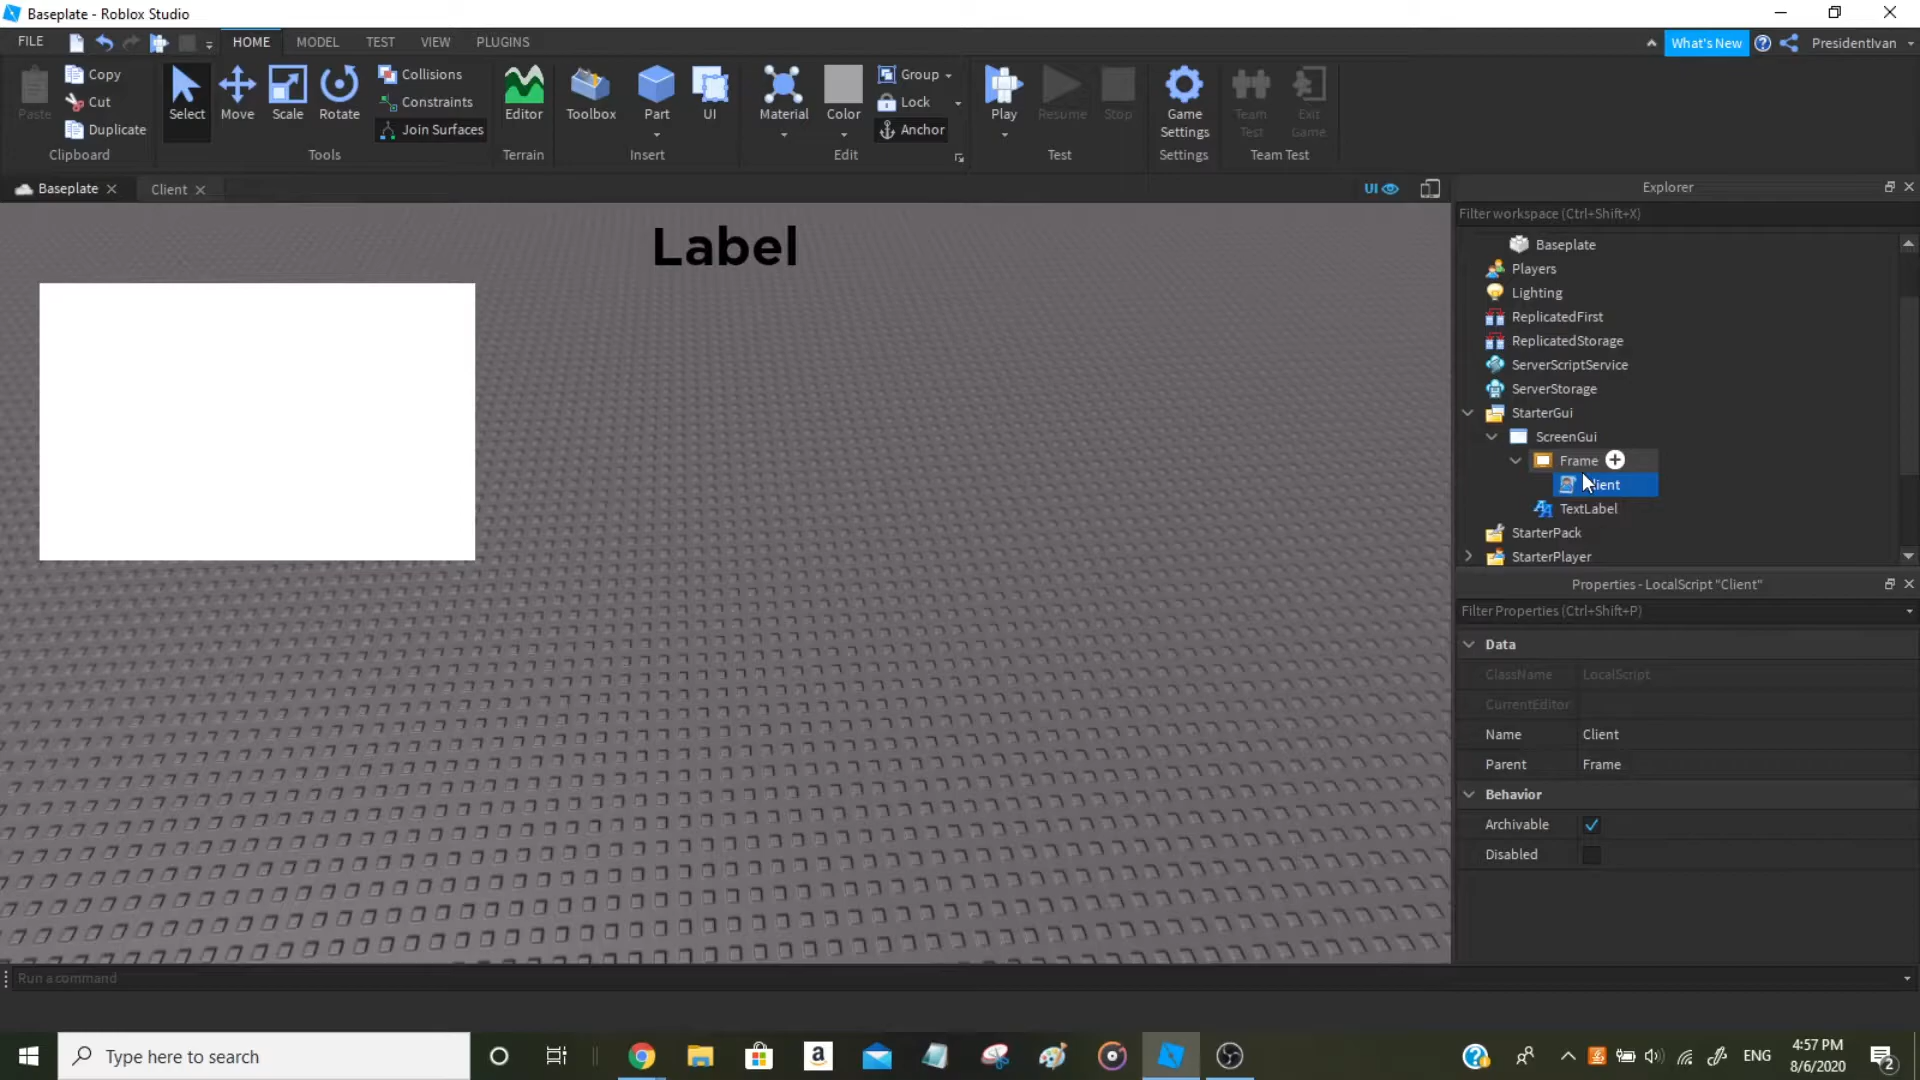 Baseplate - Roblox Studio
FILE HOME MODEL TEST VIEW PLUGINS What's New PresidentIvan
Paste Copy Cut Duplicate Clipboard
Select Move Scale Rotate Collisions Constraints Join Surfaces Tools
Editor Terrain
Toolbox Part UI Insert
Material Color Group Lock Anchor Edit
Play Resume Stop Test
Game Settings Settings
Team Test Exit Game Team Test
Baseplate Client UI
Label
Explorer
Filter workspace (Ctrl+Shift+X)
Baseplate
Players
Lighting
ReplicatedFirst
ReplicatedStorage
ServerScriptService
ServerStorage
StarterGui
ScreenGui
Frame
Client
TextLabel
StarterPack
StarterPlayer
Properties - LocalScript "Client"
Filter Properties (Ctrl+Shift+P)
Data
ClassName LocalScript
CurrentEditor
Name Client
Parent Frame
Behavior
Archivable
Disabled
Run a command
Type here to search
ENG
4:57 PM
8/6/2020
2